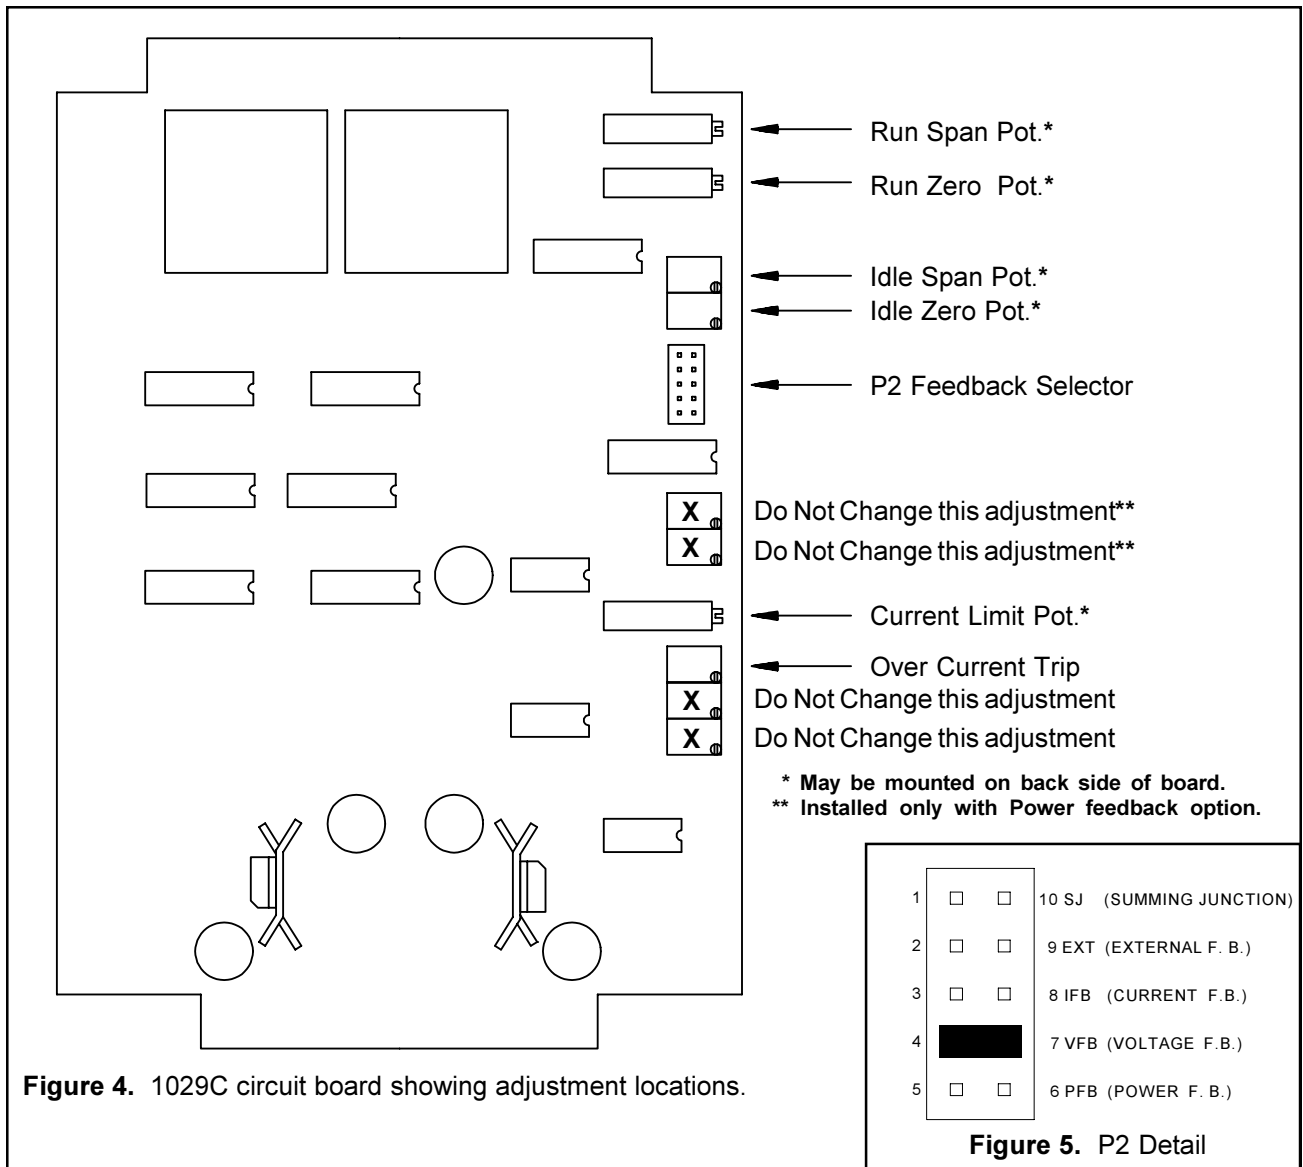 Run Span Pot.*
Run Zero Pot.*
Idle Span Pot.*
Idle Zero Pot.*
P2 Feedback Selector
X Do Not Change this adjustment**
X Do Not Change this adjustment**
Current Limit Pot.*
Over Current Trip
X Do Not Change this adjustment
X Do Not Change this adjustment
* May be mounted on back side of board.
** Installed only with Power feedback option.
1 10 SJ (SUMMING JUNCTION)
2 9 EXT (EXTERNAL F. B.)
3 8 IFB (CURRENT F.B.)
4 7 VFB (VOLTAGE F.B.)
5 6 PFB (POWER F. B.)
Figure 4. 1029C circuit board showing adjustment locations.
Figure 5. P2 Detail